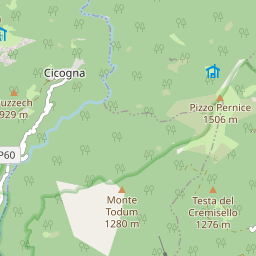 Cicogna
uzzech
929 m
Pizzo Pernice
1506 m
P60
Monte
Todum
1280 m
Testa del
Cremisello
1276 m